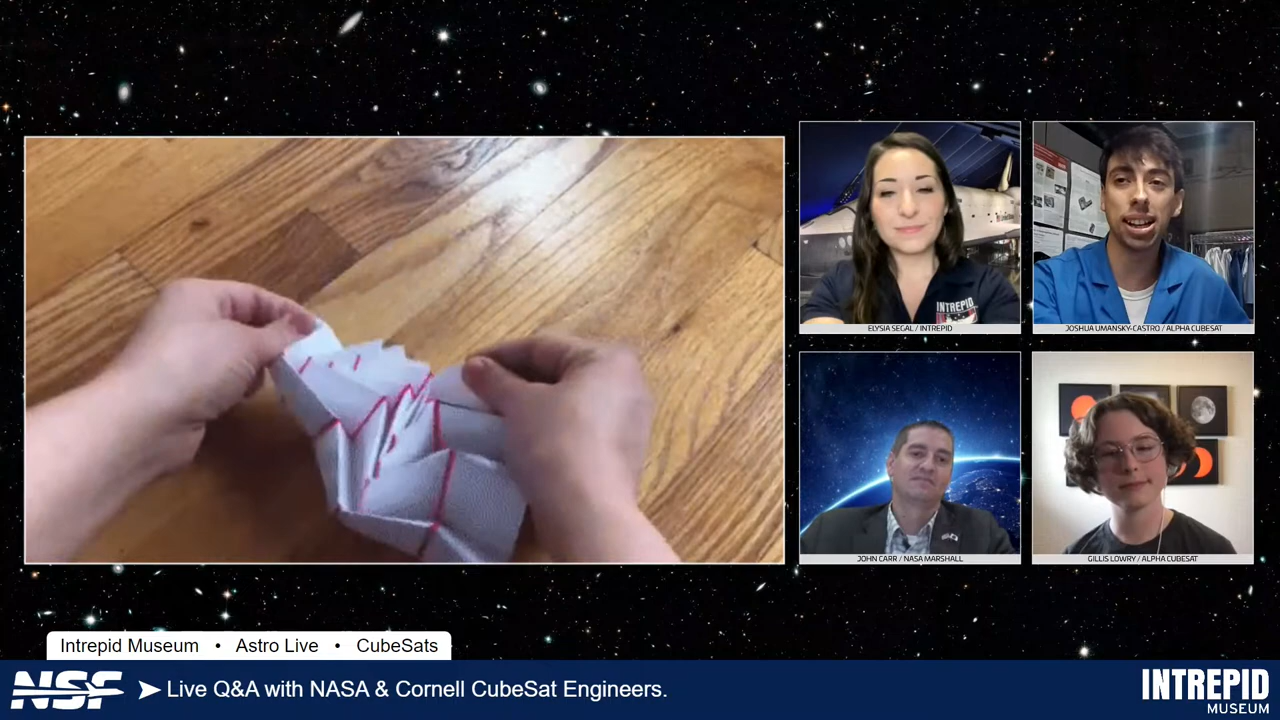 INTREPID
ELYSIA SEGAL / INTREPID
JOSHUA UMANSKY-CASTRO / ALPHA CUBESAT
JOHN CARR / NASA MARSHALL
GILLIS LOWRY / ALPHA CUBESAT
Intrepid Museum • Astro Live • CubeSats
NSF
Live Q&A with NASA & Cornell CubeSat Engineers.
INTREPID
MUSEUM